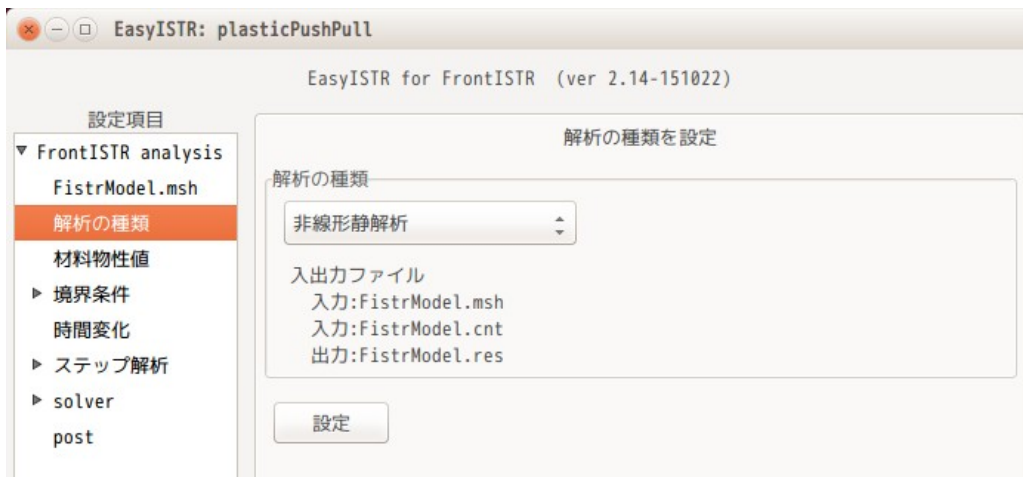 EasyISTR: plasticPushPull
EasyISTR for FrontISTR (ver 2.14-151022)
設定項目
FrontISTR analysis
FistrModel.msh
解析の種類
材料物性値
境界条件
時間変化
ステップ解析
solver
post
解析の種類を設定
解析の種類
非線形静解析
入出力ファイル
入力:FistrModel.msh
入力:FistrModel.cnt
出力:FistrModel.res
設定